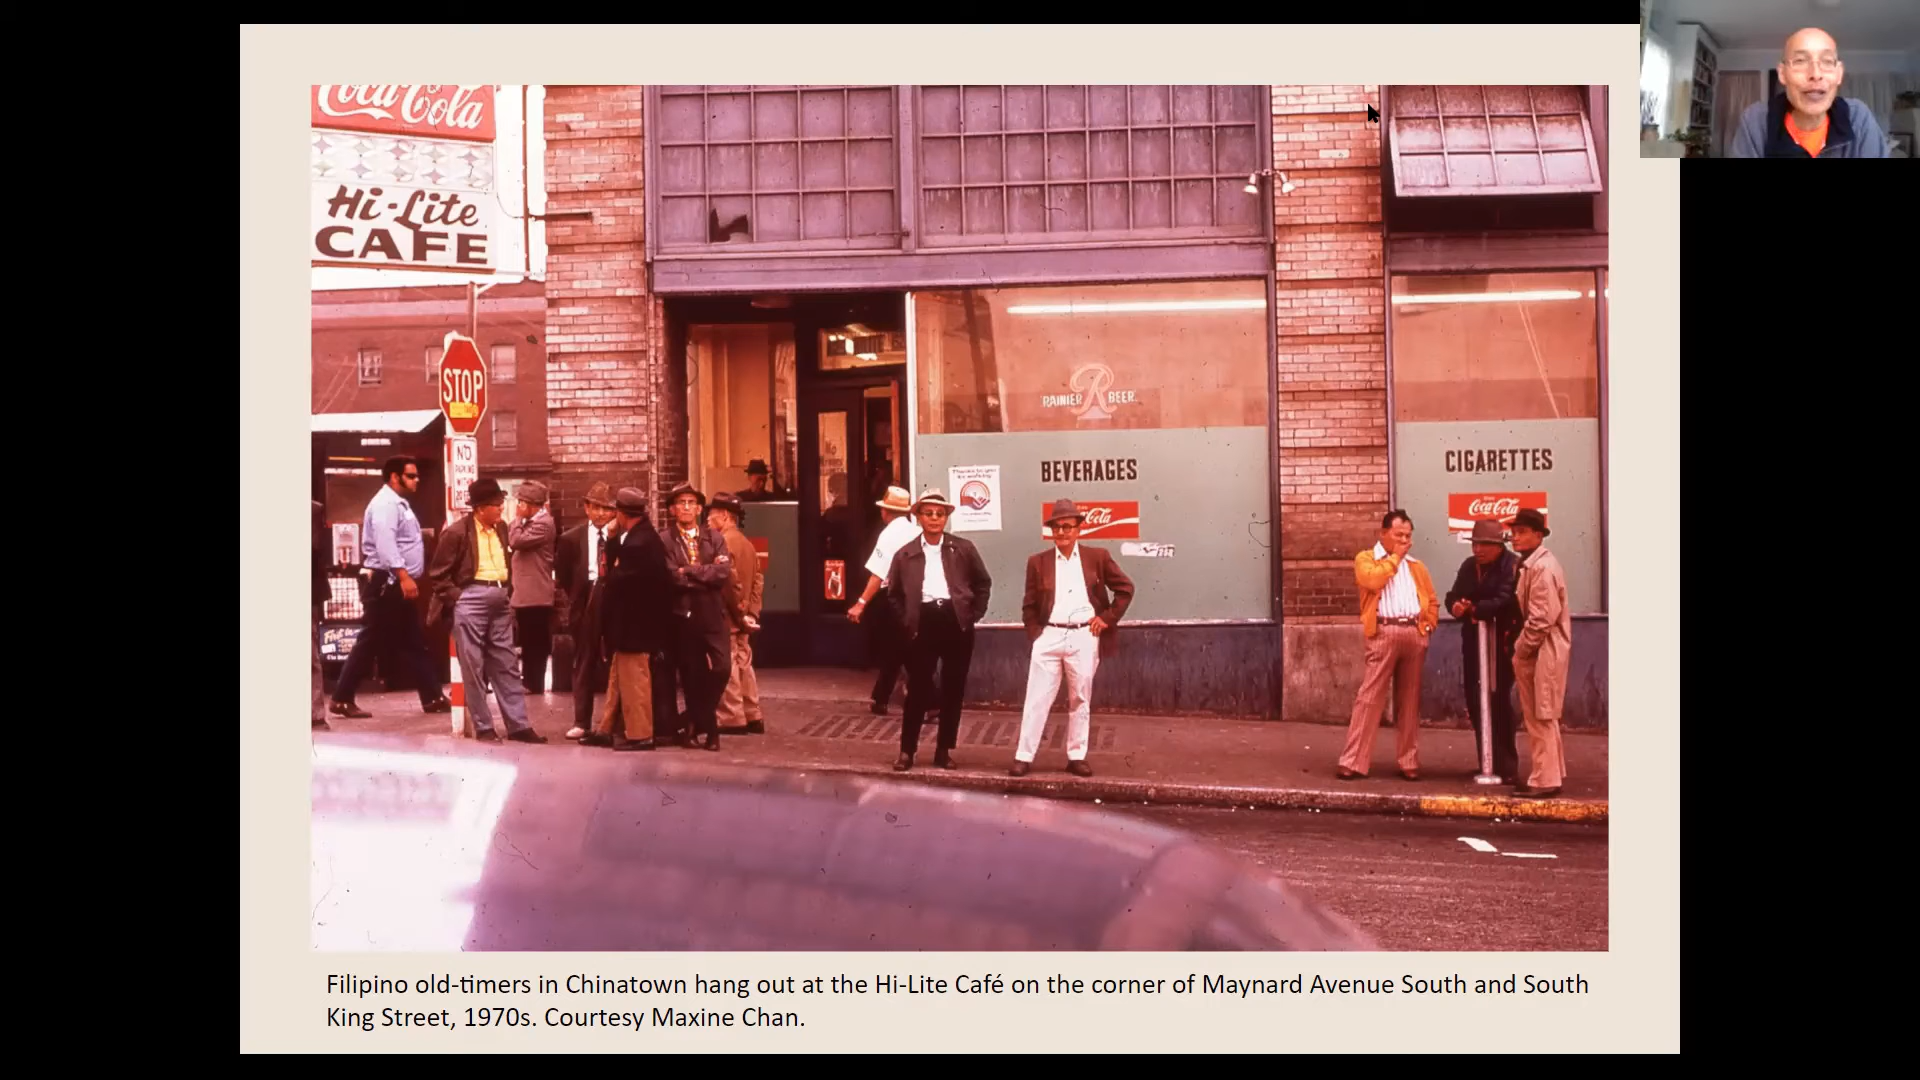 Coca-Cola
Hi-Lite
CAFE
STOP
NO
PARKING
RAINIER R BEER
BEVERAGES
Coca-Cola
CIGARETTES
Coca-Cola
Filipino old-timers in Chinatown hang out at the Hi-Lite Café on the corner of Maynard Avenue South and South
King Street, 1970s. Courtesy Maxine Chan.